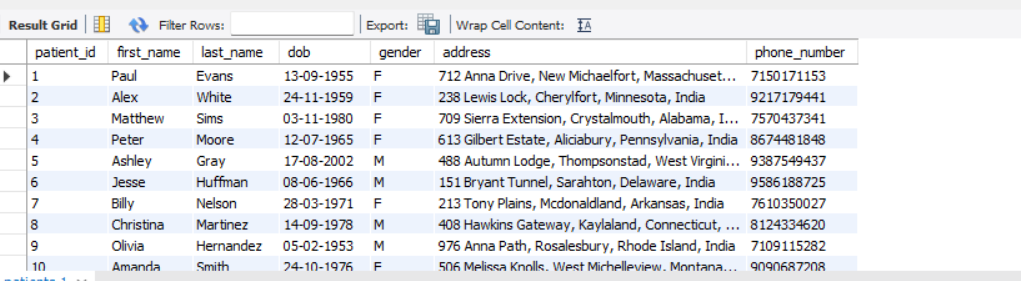 Result Grid Filter Rows: Export: Wrap Cell Content:
patient_id first_name last_name dob gender address phone_number
1 Paul Evans 13-09-1955 F 712 Anna Drive, New Michaelfort, Massachuset... 7150171153
2 Alex White 24-11-1959 F 238 Lewis Lock, Cherylfort, Minnesota, India 9217179441
3 Matthew Sims 03-11-1980 F 709 Sierra Extension, Crystalmouth, Alabama, I... 7570437341
4 Peter Moore 12-07-1965 F 613 Gilbert Estate, Aliciabury, Pennsylvania, India 8674481848
5 Ashley Gray 17-08-2002 M 488 Autumn Lodge, Thompsonstad, West Virgini... 9387549437
6 Jesse Huffman 08-06-1966 M 151 Bryant Tunnel, Sarahton, Delaware, India 9586188725
7 Billy Nelson 28-03-1971 F 213 Tony Plains, Mcdonaldland, Arkansas, India 7610350027
8 Christina Martinez 14-09-1978 M 408 Hawkins Gateway, Kaylaland, Connecticut, ... 8124334620
9 Olivia Hernandez 05-02-1953 M 976 Anna Path, Rosalesbury, Rhode Island, India 7109115282
10 Amanda Smith 24-10-1976 F 506 Melissa Knolls, West Michelleview, Montana... 9090687208
patients 1